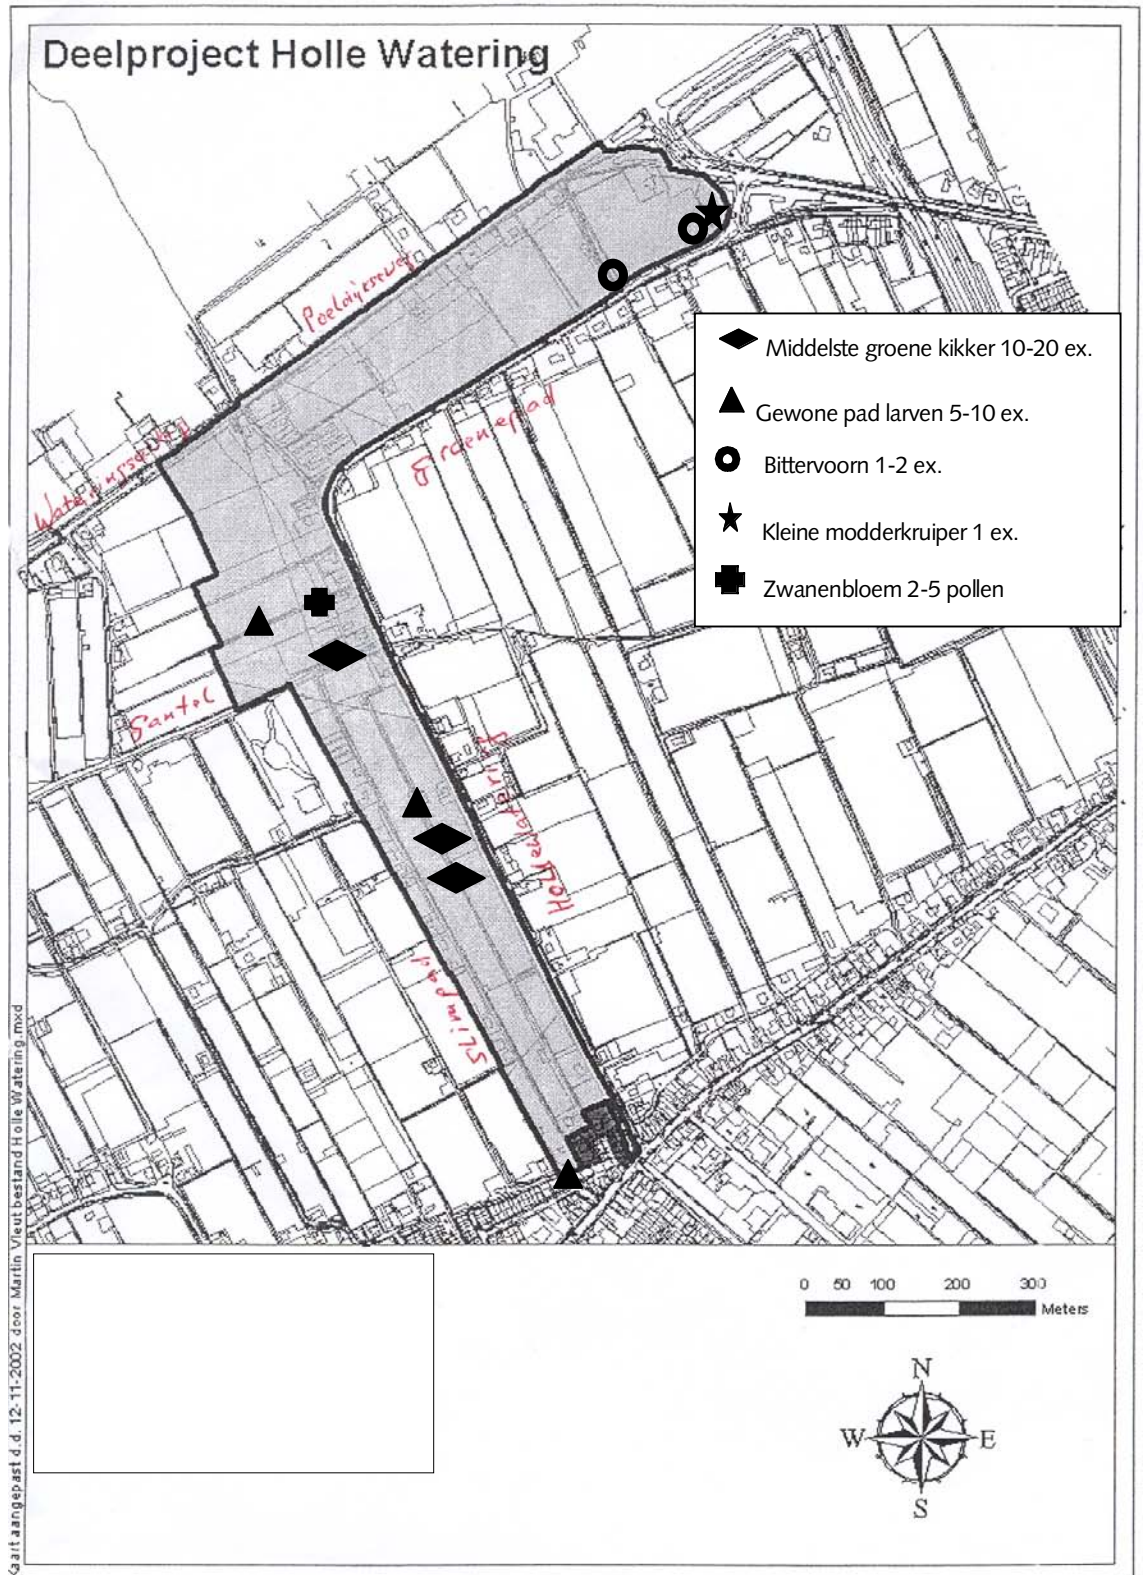 Deelproject Holle Watering
Poeldijkseweg
Wateringseweg
Groenepad
Middelste groene kikker 10-20 ex.
Gewone pad larven 5-10 ex.
Bittervoorn 1-2 ex.
Kleine modderkruiper 1 ex.
Zwanenbloem 2-5 pollen
Gantel
Hollewatering
Slimpad
Kaart aangepast d.d. 12-11-2002 door Martin Vleut bestand Holle Watering.mxd
0 50 100 200 300
Meters
N
W E
S